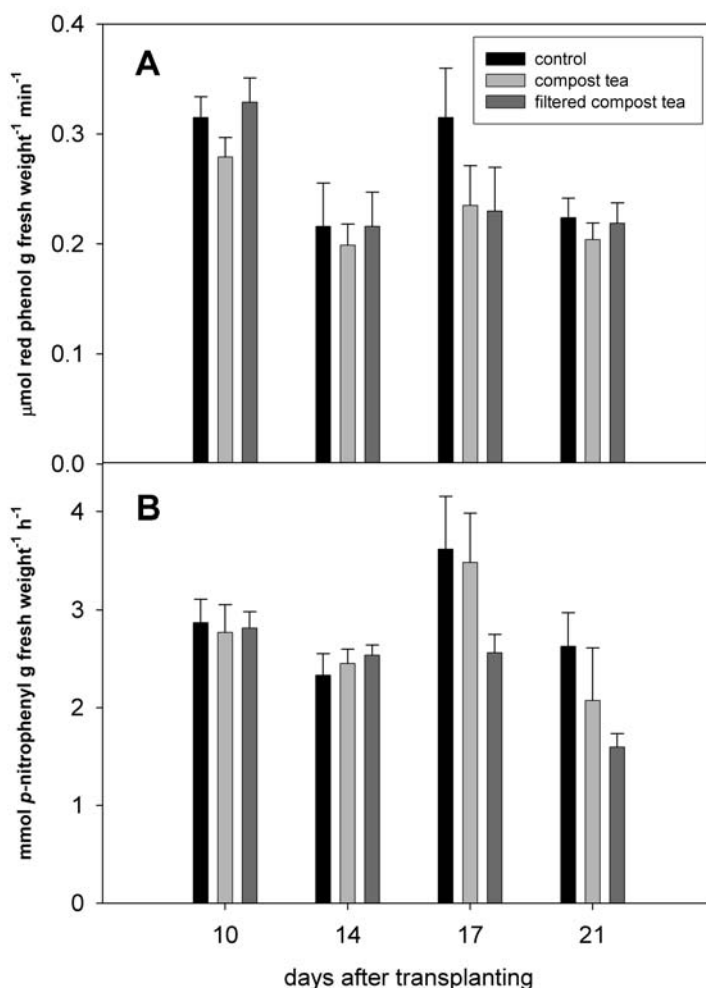 A
control
compost tea
filtered compost tea
0.4
0.3
0.2
0.1
0.0
μmol red phenol g fresh weight⁻¹ min⁻¹
B
4
3
2
1
0
mmol p-nitrophenyl g fresh weight⁻¹ h⁻¹
10 14 17 21
days after transplanting